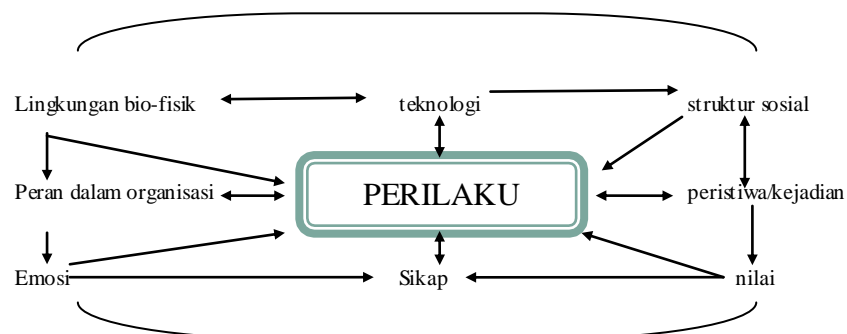 Lingkungan bio-fisik
teknologi
struktur sosial
Peran dalam organisasi
PERILAKU
peristiwa/kejadian
Emosi
Sikap
nilai